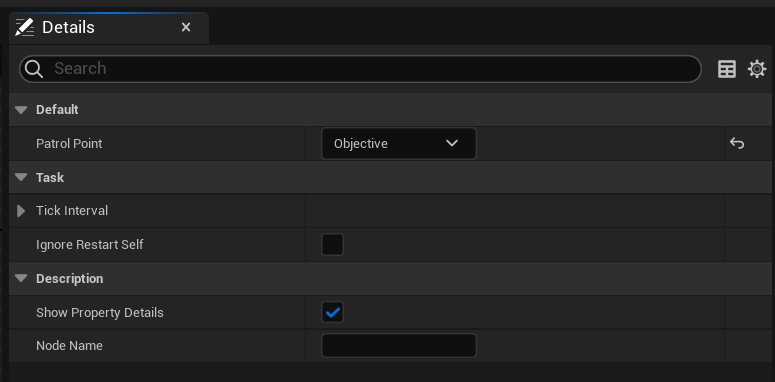 Details
Search
Default
Patrol Point
Objective
Task
Tick Interval
Ignore Restart Self
Description
Show Property Details
Node Name